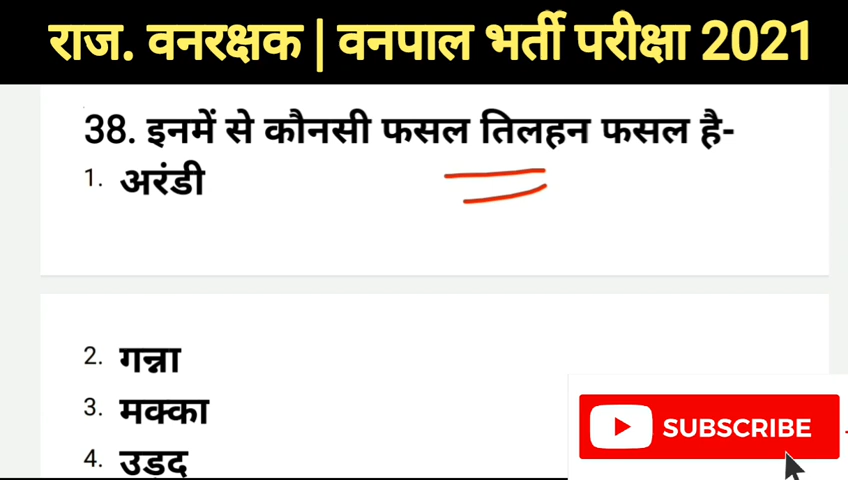 राज. वनरक्षक | वनपाल भर्ती परीक्षा 2021
38. इनमें से कौनसी फसल तिलहन फसल है-
1. अरंडी
2. गन्ना
3. मक्का
4. उड़द
SUBSCRIBE